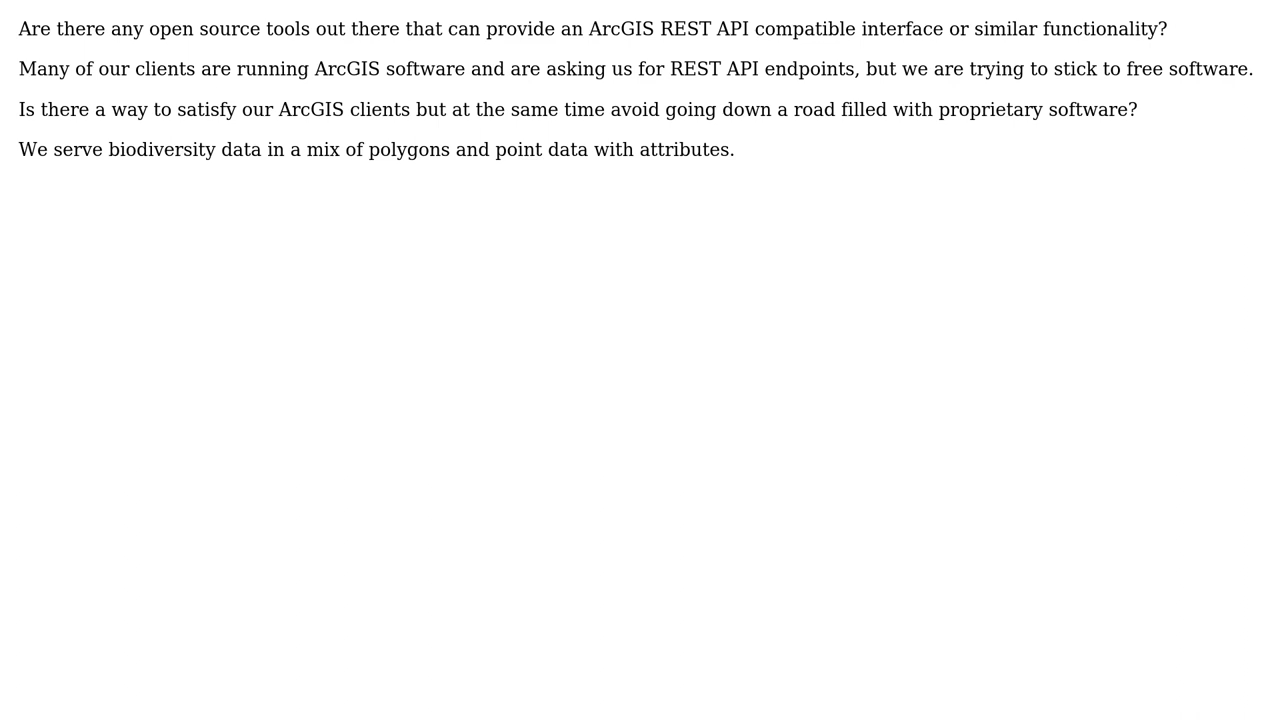 Are there any open source tools out there that can provide an ArcGIS REST API compatible interface or similar functionality?
Many of our clients are running ArcGIS software and are asking us for REST API endpoints, but we are trying to stick to free software.
Is there a way to satisfy our ArcGIS clients but at the same time avoid going down a road filled with proprietary software?
We serve biodiversity data in a mix of polygons and point data with attributes.